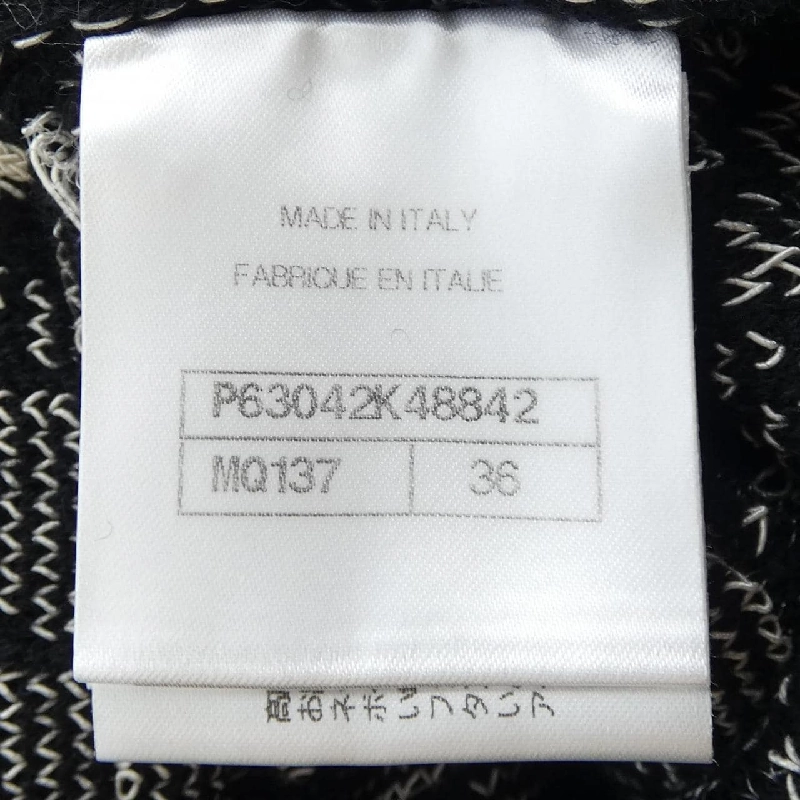 MADE IN ITALY
FABRIQUE EN ITALIE
P63042K48842
MQ137 36